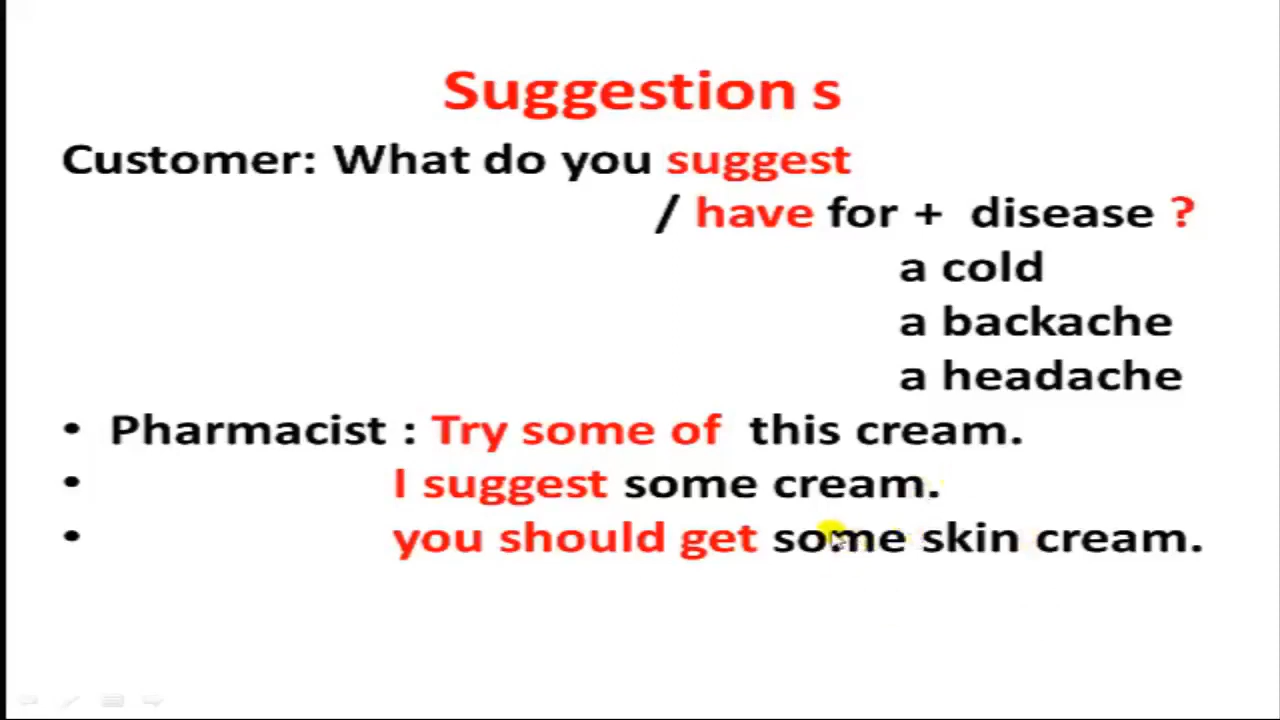 Suggestion s
Customer: What do you suggest
/ have for + disease ?
a cold
a backache
a headache
• Pharmacist : Try some of this cream.
• I suggest some cream.
• you should get some skin cream.